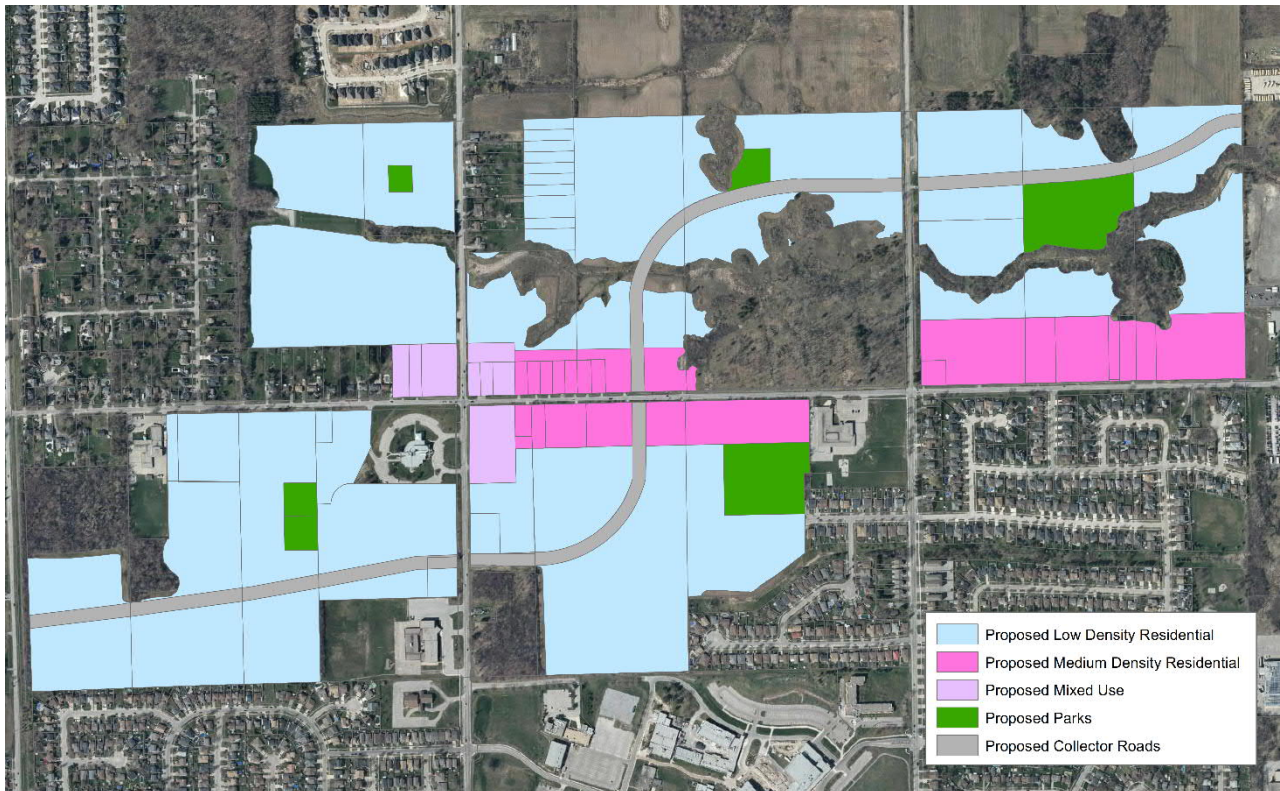 Proposed Low Density Residential
Proposed Medium Density Residential
Proposed Mixed Use
Proposed Parks
Proposed Collector Roads